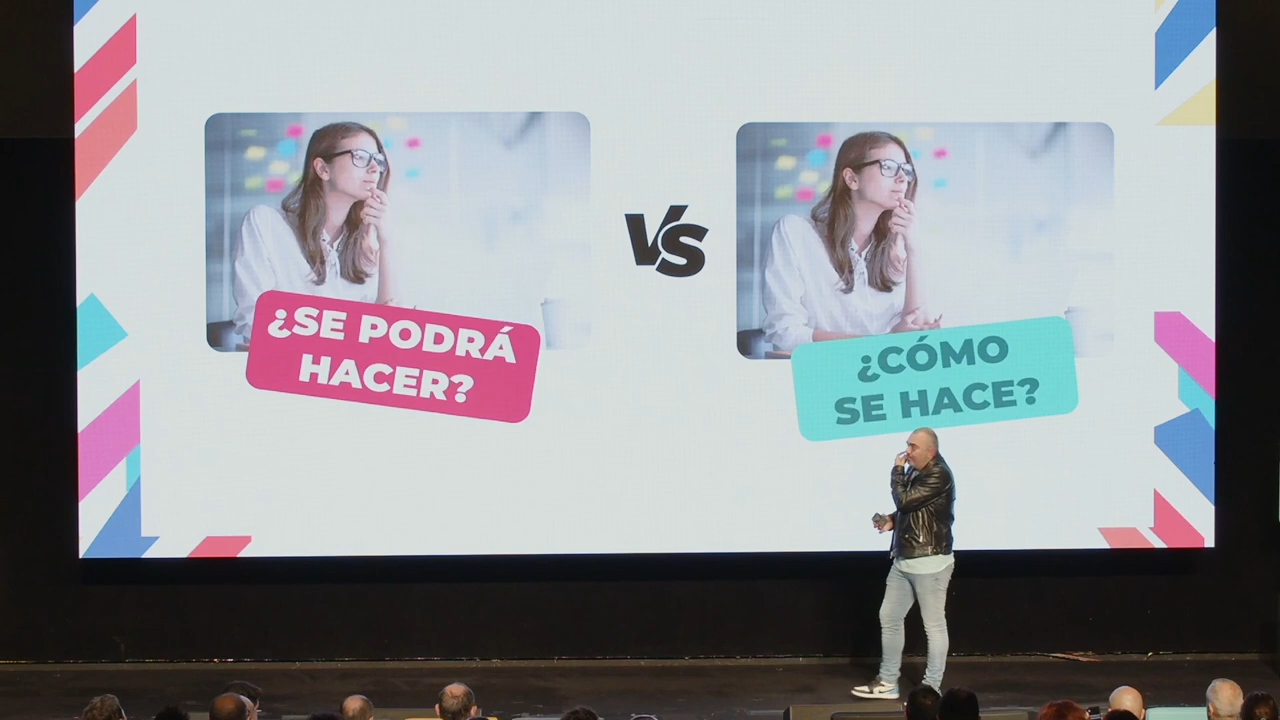 ¿SE PODRÁ
HACER?
VS
¿CÓMO
SE HACE?